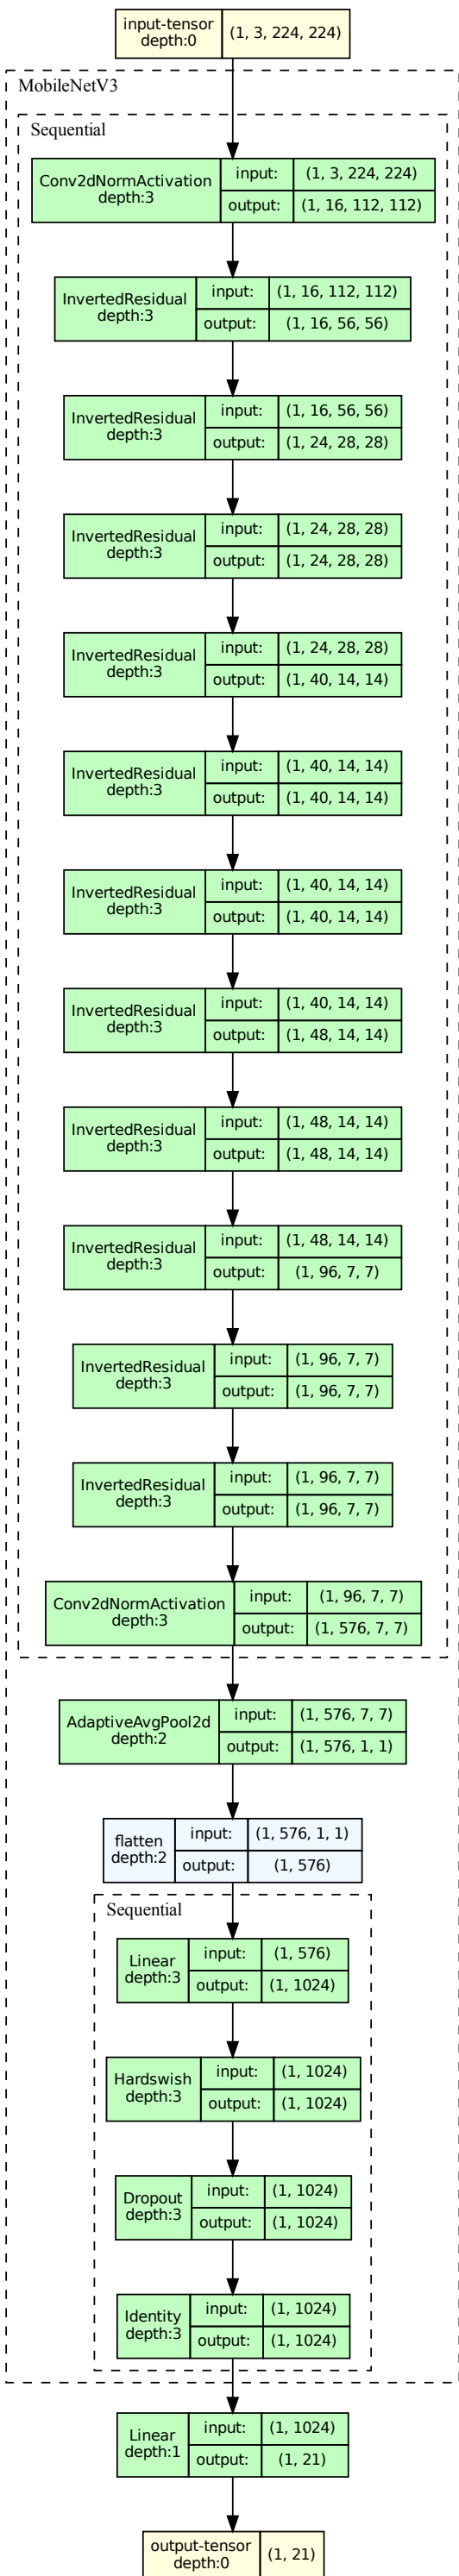 input-tensor
depth:0
(1, 3, 224, 224)
MobileNetV3
Sequential
Conv2dNormActivation
depth:3
input:
(1, 3, 224, 224)
output:
(1, 16, 112, 112)
InvertedResidual
depth:3
input:
(1, 16, 112, 112)
output:
(1, 16, 56, 56)
InvertedResidual
depth:3
input:
(1, 16, 56, 56)
output:
(1, 24, 28, 28)
InvertedResidual
depth:3
input:
(1, 24, 28, 28)
output:
(1, 24, 28, 28)
InvertedResidual
depth:3
input:
(1, 24, 28, 28)
output:
(1, 40, 14, 14)
InvertedResidual
depth:3
input:
(1, 40, 14, 14)
output:
(1, 40, 14, 14)
InvertedResidual
depth:3
input:
(1, 40, 14, 14)
output:
(1, 40, 14, 14)
InvertedResidual
depth:3
input:
(1, 40, 14, 14)
output:
(1, 48, 14, 14)
InvertedResidual
depth:3
input:
(1, 48, 14, 14)
output:
(1, 48, 14, 14)
InvertedResidual
depth:3
input:
(1, 48, 14, 14)
output:
(1, 96, 7, 7)
InvertedResidual
depth:3
input:
(1, 96, 7, 7)
output:
(1, 96, 7, 7)
InvertedResidual
depth:3
input:
(1, 96, 7, 7)
output:
(1, 96, 7, 7)
Conv2dNormActivation
depth:3
input:
(1, 96, 7, 7)
output:
(1, 576, 7, 7)
AdaptiveAvgPool2d
depth:2
input:
(1, 576, 7, 7)
output:
(1, 576, 1, 1)
flatten
depth:2
input:
(1, 576, 1, 1)
output:
(1, 576)
Sequential
Linear
depth:3
input:
(1, 576)
output:
(1, 1024)
Hardswish
depth:3
input:
(1, 1024)
output:
(1, 1024)
Dropout
depth:3
input:
(1, 1024)
output:
(1, 1024)
Identity
depth:3
input:
(1, 1024)
output:
(1, 1024)
Linear
depth:1
input:
(1, 1024)
output:
(1, 21)
output-tensor
depth:0
(1, 21)